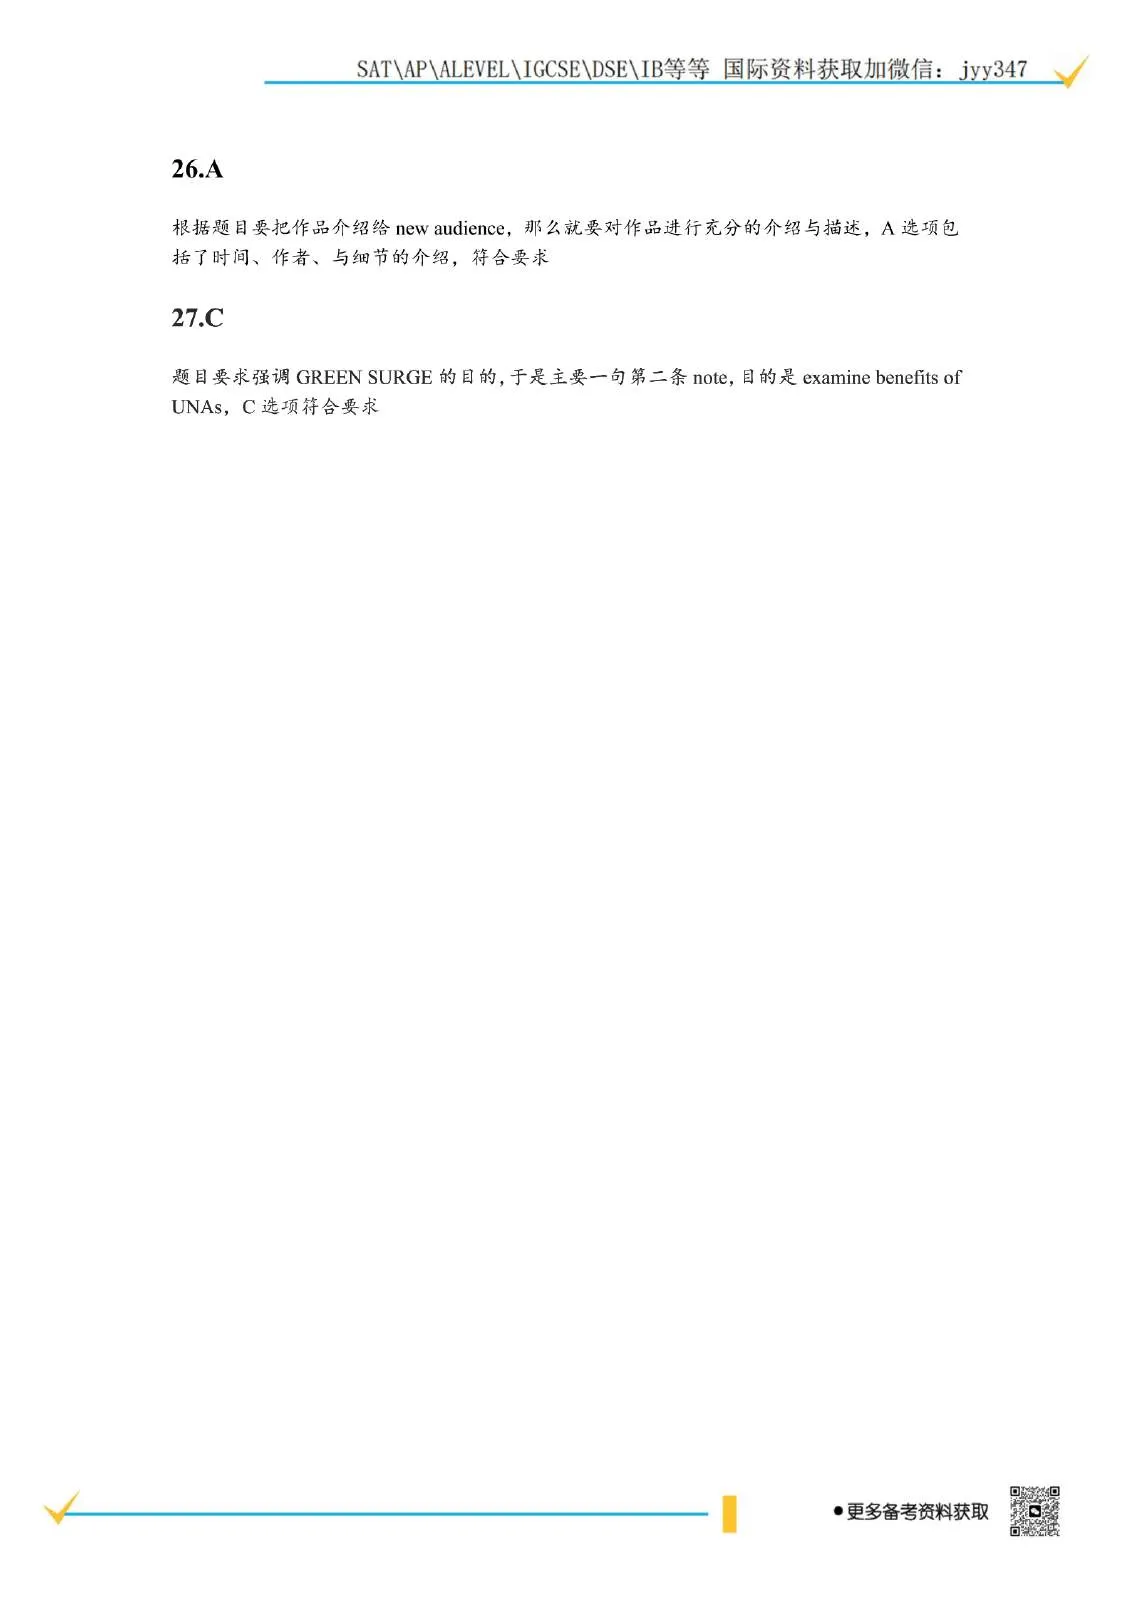 SAT\AP\ALEVEL\IGCSE\DSE\IB等等 国际资料获取加微信：jyy347
26.A
根据题目要把作品介绍给 new audience，那么就要对作品进行充分的介绍与描述，A 选项包
括了时间、作者、与细节的介绍，符合要求
27.C
题目要求强调 GREEN SURGE 的目的，于是主要一句第二条 note，目的是 examine benefits of
UNAs，C 选项符合要求
●更多备考资料获取